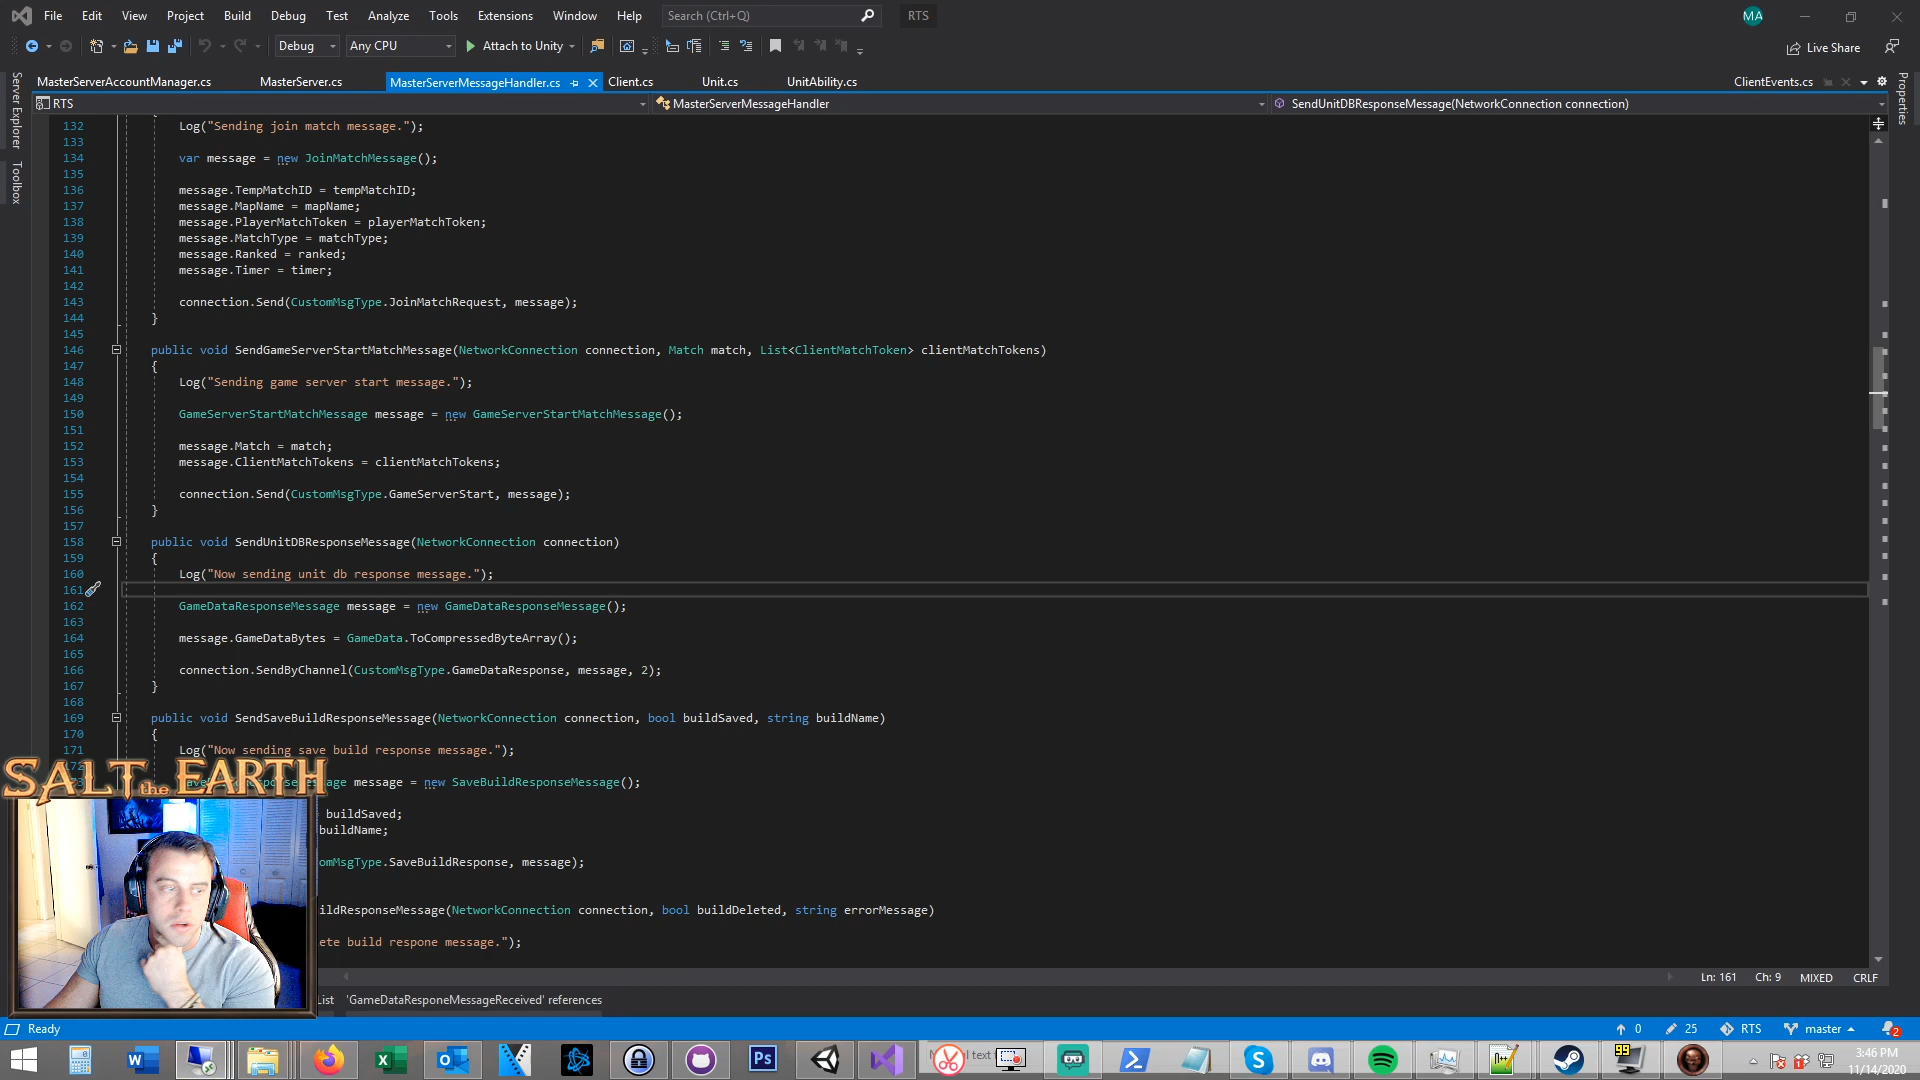 File Edit View Project Build Debug Test Analyze Tools Extensions Window Help Search (Ctrl+Q) RTS MA
Debug Any CPU Attach to Unity Live Share
MasterServerAccountManager.cs MasterServer.cs MasterServerMessageHandler.cs Client.cs Unit.cs UnitAbility.cs ClientEvents.cs
RTS MasterServerMessageHandler SendUnitDBResponseMessage(NetworkConnection connection)
Server Explorer
Toolbox
Properties
132 Log("Sending join match message.");
133
134 var message = new JoinMatchMessage();
135
136 message.TempMatchID = tempMatchID;
137 message.MapName = mapName;
138 message.PlayerMatchToken = playerMatchToken;
139 message.MatchType = matchType;
140 message.Ranked = ranked;
141 message.Timer = timer;
142
143 connection.Send(CustomMsgType.JoinMatchRequest, message);
144 }
145
146 public void SendGameServerStartMatchMessage(NetworkConnection connection, Match match, List<ClientMatchToken> clientMatchTokens)
147 {
148 Log("Sending game server start message.");
149
150 GameServerStartMatchMessage message = new GameServerStartMatchMessage();
151
152 message.Match = match;
153 message.ClientMatchTokens = clientMatchTokens;
154
155 connection.Send(CustomMsgType.GameServerStart, message);
156 }
157
158 public void SendUnitDBResponseMessage(NetworkConnection connection)
159 {
160 Log("Now sending unit db response message.");
161
162 GameDataResponseMessage message = new GameDataResponseMessage();
163
164 message.GameDataBytes = GameData.ToCompressedByteArray();
165
166 connection.SendByChannel(CustomMsgType.GameDataResponse, message, 2);
167 }
168
169 public void SendSaveBuildResponseMessage(NetworkConnection connection, bool buildSaved, string buildName)
170 {
171 Log("Now sending save build response message.");
SALT the EARTH
message = new SaveBuildResponseMessage();
buildSaved;
buildName;
omMsgType.SaveBuildResponse, message);
ildResponseMessage(NetworkConnection connection, bool buildDeleted, string errorMessage)
ete build respone message.");
Ln: 161 Ch: 9 MIXED CRLF
List 'GameDataResponeMessageReceived' references
Ready 0 25 RTS master 2
99
3:46 PM
11/14/2020